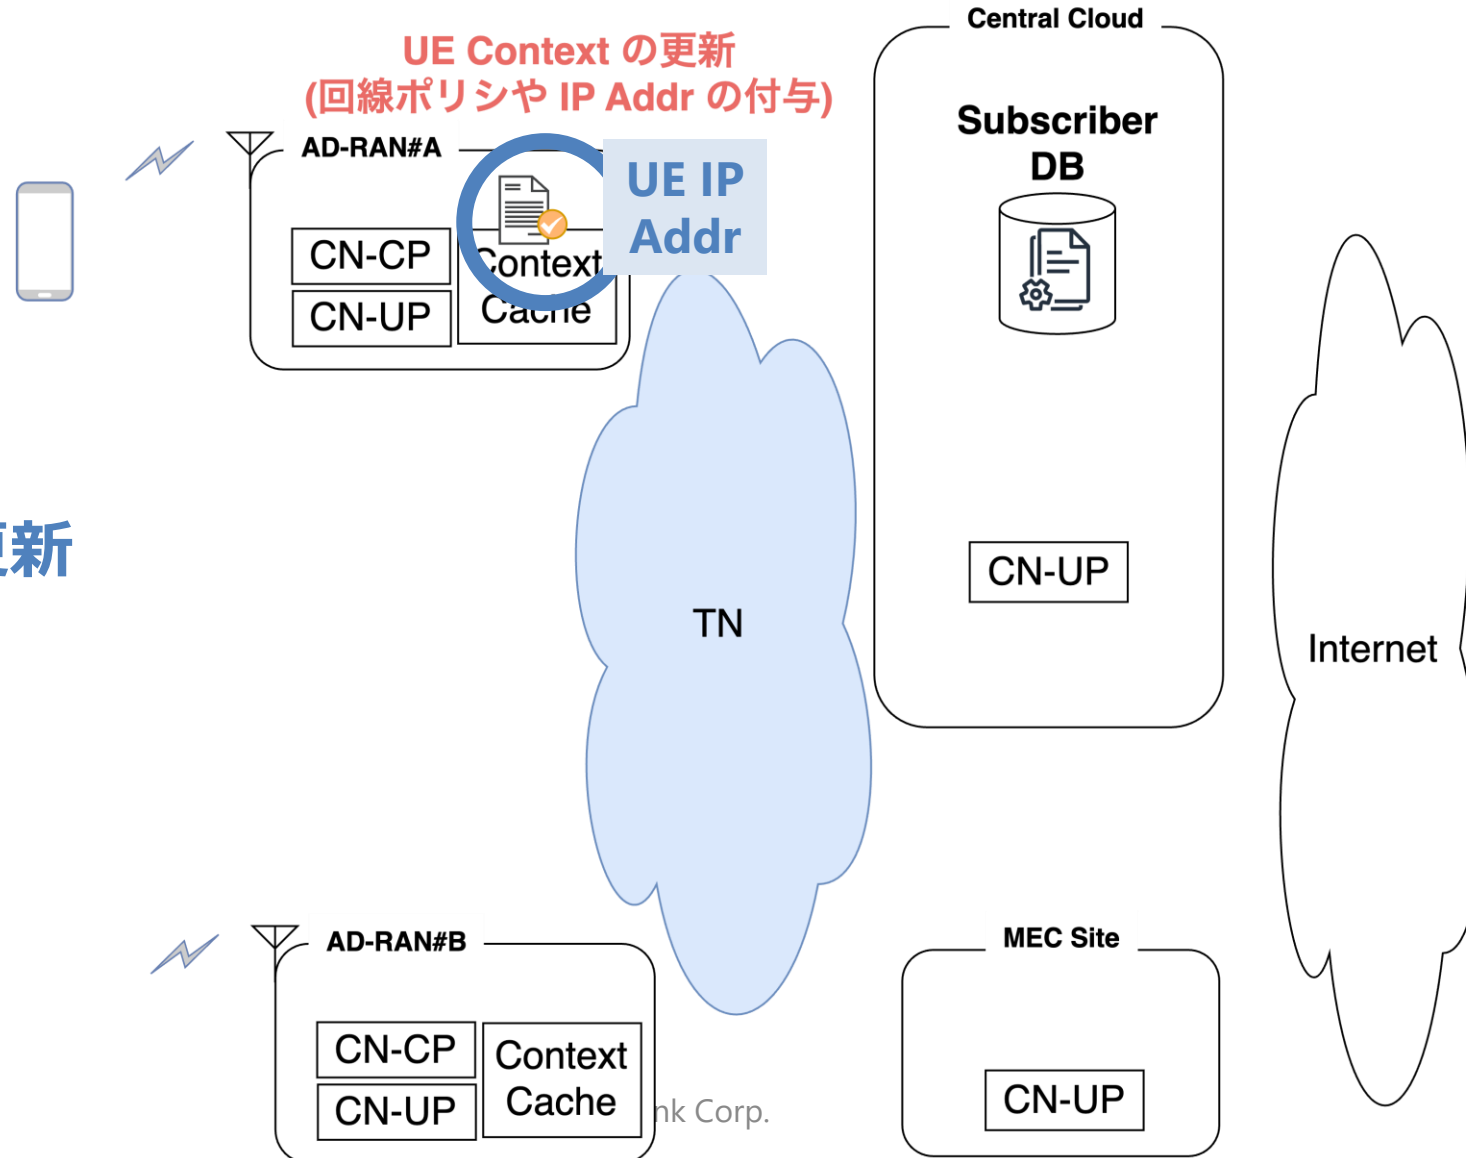 Central Cloud
UE Context の更新
(回線ポリシや IP Addr の付与)
Subscriber
DB
AD-RAN#A
UE IP
Addr
CN-CP
Context
CN-UP
Cache
更新
CN-UP
TN
Internet
AD-RAN#B
MEC Site
CN-CP
Context
CN-UP
Cache
nk Corp.
CN-UP